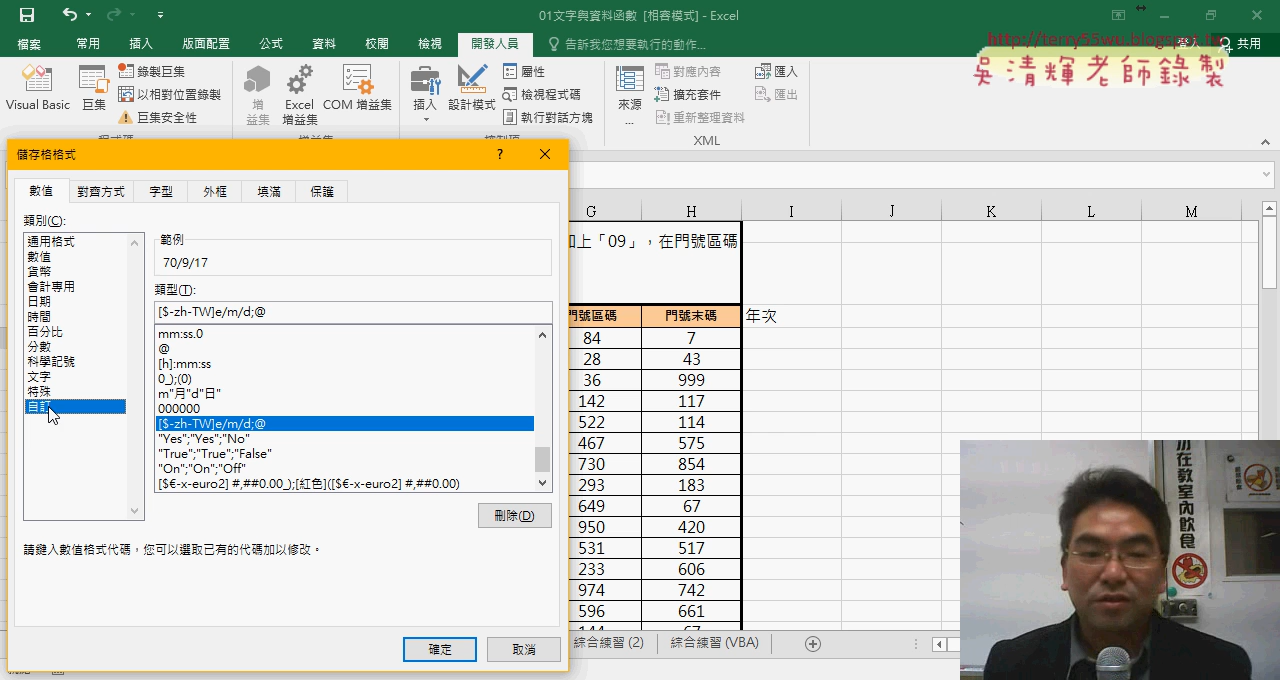 01文字與資料函數 [相容模式] - Excel
檔案 常用 插入 版面配置 公式 資料 校閱 檢視 開發人員 告訴我您想要執行的動作... 登入 共用
http://terry55wu.blogspot.tw
吳清輝老師錄製
Visual Basic 巨集 錄製巨集 以相對位置錄製 巨集安全性
增益集 Excel 增益集 COM 增益集
插入 設計模式 屬性 檢視程式碼 執行對話方塊
來源... 對應內容 擴充套件 重新整理資料 匯入 匯出
XML
儲存格格式 ?
數值 對齊方式 字型 外框 填滿 保護
類別(C):
通用格式
數值
貨幣
會計專用
日期
時間
百分比
分數
科學記號
文字
特殊
自訂
範例
70/9/17
類型(T):
[$-zh-TW]e/m/d;@
mm:ss.0
@
[h]:mm:ss
0_);(0)
m"月"d"日"
000000
[$-zh-TW]e/m/d;@
"Yes";"Yes";"No"
"True";"True";"False"
"On";"On";"Off"
[$€-x-euro2] #,##0.00_);[紅色]([$€-x-euro2] #,##0.00)
刪除(D)
請鍵入數值格式代碼，您可以選取已有的代碼加以修改。
確定 取消
G H I J K L M
加上「09」，在門號區碼
門號區碼 門號末碼 年次
84 7
28 43
36 999
142 117
522 114
467 575
730 854
293 183
649 67
950 420
531 517
233 606
974 742
596 661
144 67
綜合練習 (2) 綜合練習 (VBA)
勿在教室內飲食